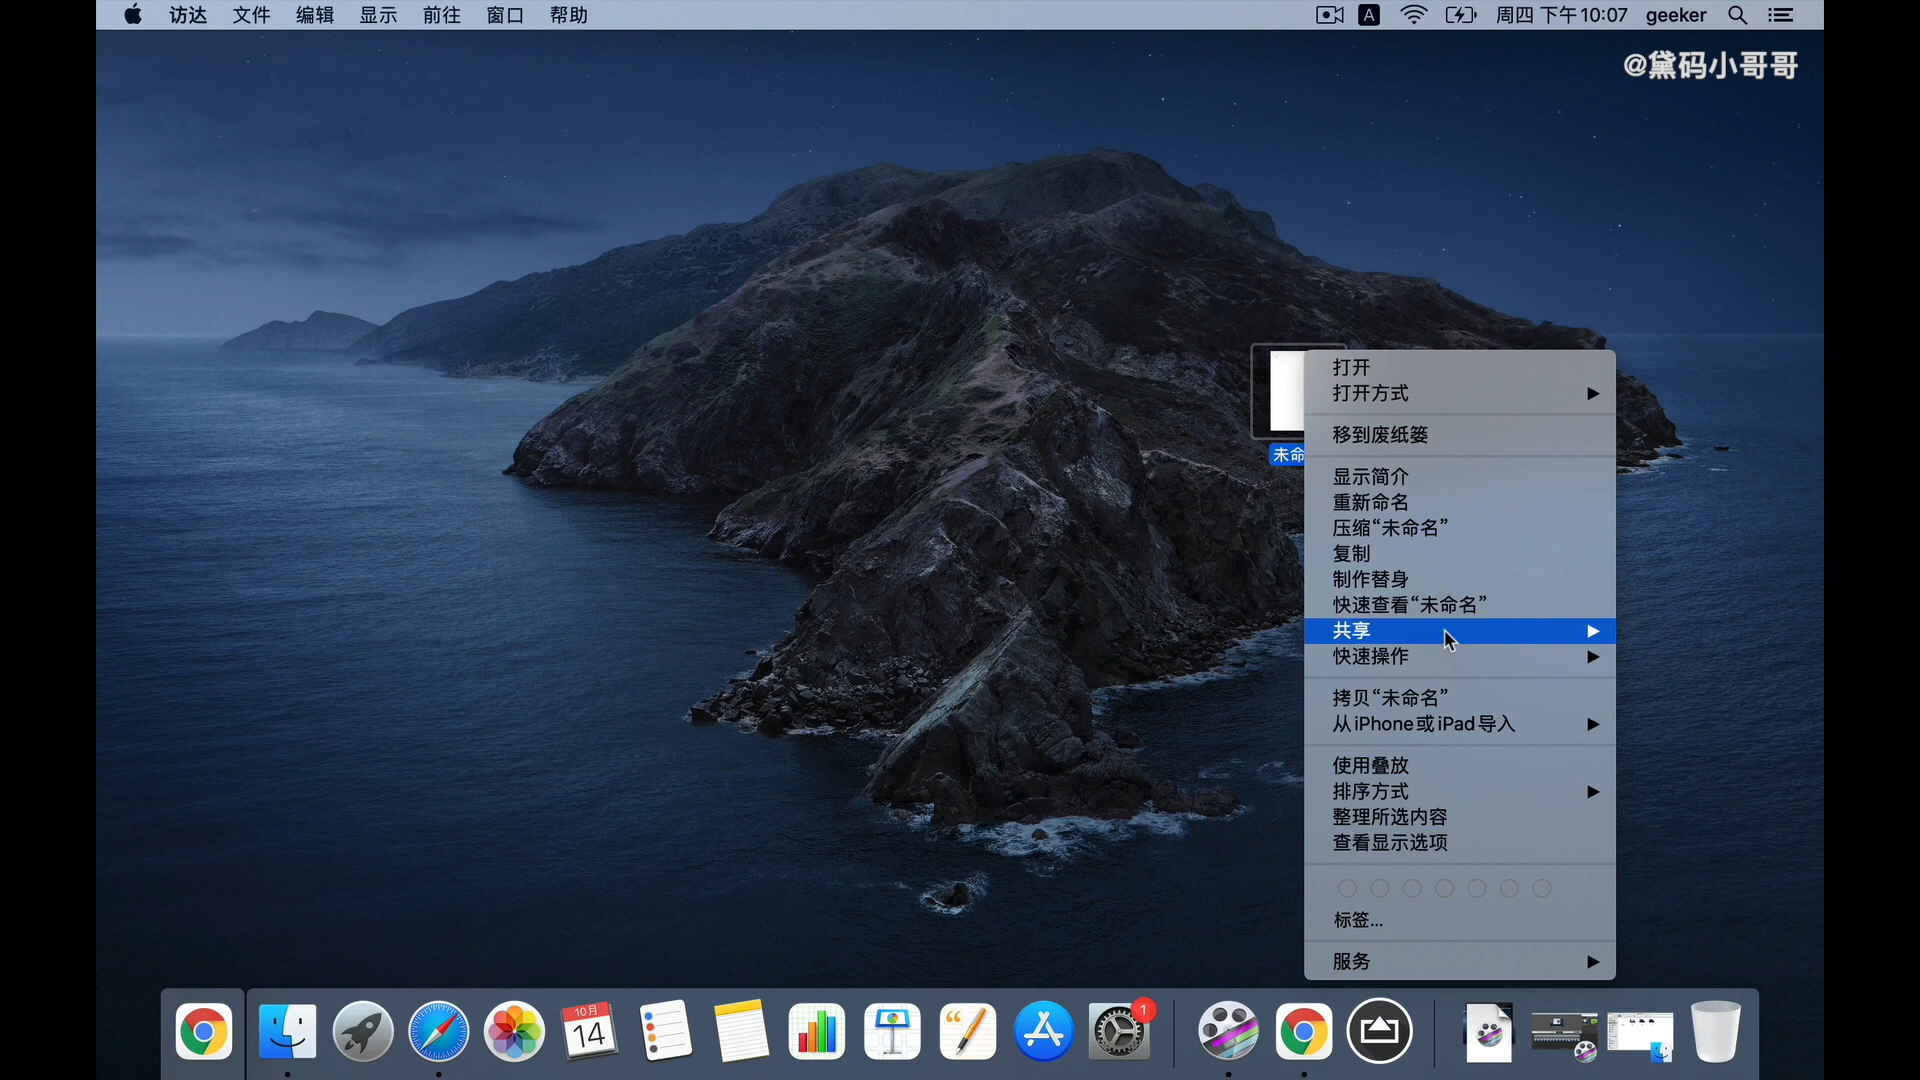 访达 文件 编辑 显示 前往 窗口 帮助 A 周四 下午10:07 geeker
@黛码小哥哥
打开
打开方式
移到废纸篓
显示简介
未命
重新命名
压缩“未命名”
复制
制作替身
快速查看“未命名”
共享
快速操作
拷贝“未命名”
从iPhone或iPad导入
使用叠放
排序方式
整理所选内容
查看显示选项
标签...
服务
10月
14
1